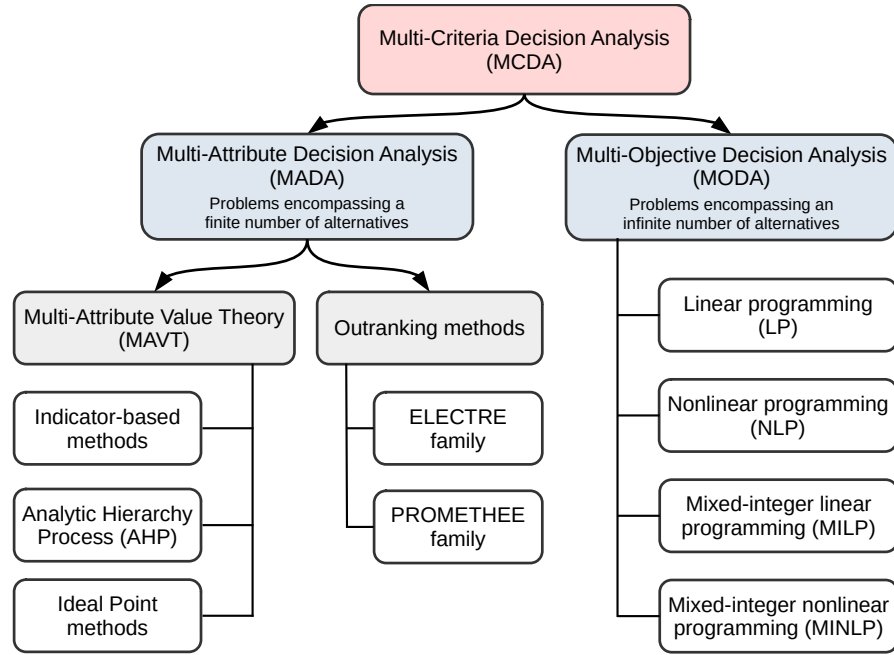 Multi-Criteria Decision Analysis
(MCDA)
Multi-Attribute Decision Analysis
(MADA)
Problems encompassing a
finite number of alternatives
Multi-Objective Decision Analysis
(MODA)
Problems encompassing an
infinite number of alternatives
Multi-Attribute Value Theory
(MAVT)
Outranking methods
Indicator-based
methods
Analytic Hierarchy
Process (AHP)
Ideal Point
methods
ELECTRE
family
PROMETHEE
family
Linear programming
(LP)
Nonlinear programming
(NLP)
Mixed-integer linear
programming (MILP)
Mixed-integer nonlinear
programming (MINLP)